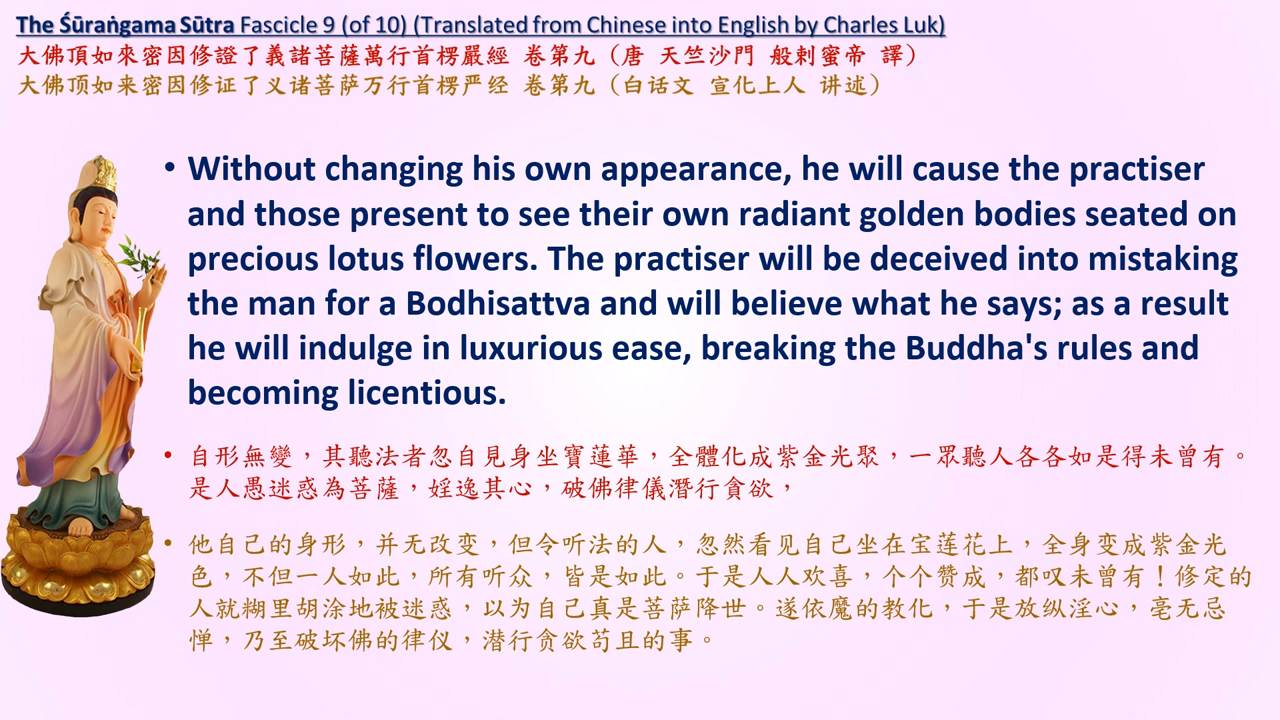 The Śūraṅgama Sūtra Fascicle 9 (of 10) (Translated from Chinese into English by Charles Luk)
大佛頂如來密因修證了義諸菩薩萬行首楞嚴經 卷第九（唐 天竺沙門 般剌蜜帝 譯）
大佛顶如来密因修证了义诸菩萨万行首楞严经 卷第九（白话文 宣化上人 讲述）
• Without changing his own appearance, he will cause the practiser
and those present to see their own radiant golden bodies seated on
precious lotus flowers. The practiser will be deceived into mistaking
the man for a Bodhisattva and will believe what he says; as a result
he will indulge in luxurious ease, breaking the Buddha's rules and
becoming licentious.
• 自形無變，其聽法者忽自見身坐寶蓮華，全體化成紫金光聚，一眾聽人各各如是得未曾有。
是人愚迷惑為菩薩，婬逸其心，破佛律儀潛行貪欲，
• 他自己的身形，并无改变，但令听法的人，忽然看见自己坐在宝莲花上，全身变成紫金光
色，不但一人如此，所有听众，皆是如此。于是人人欢喜，个个赞成，都叹未曾有！修定的
人就糊里胡涂地被迷惑，以为自己真是菩萨降世。遂依魔的教化，于是放纵淫心，毫无忌
惮，乃至破坏佛的律仪，潜行贪欲苟且的事。